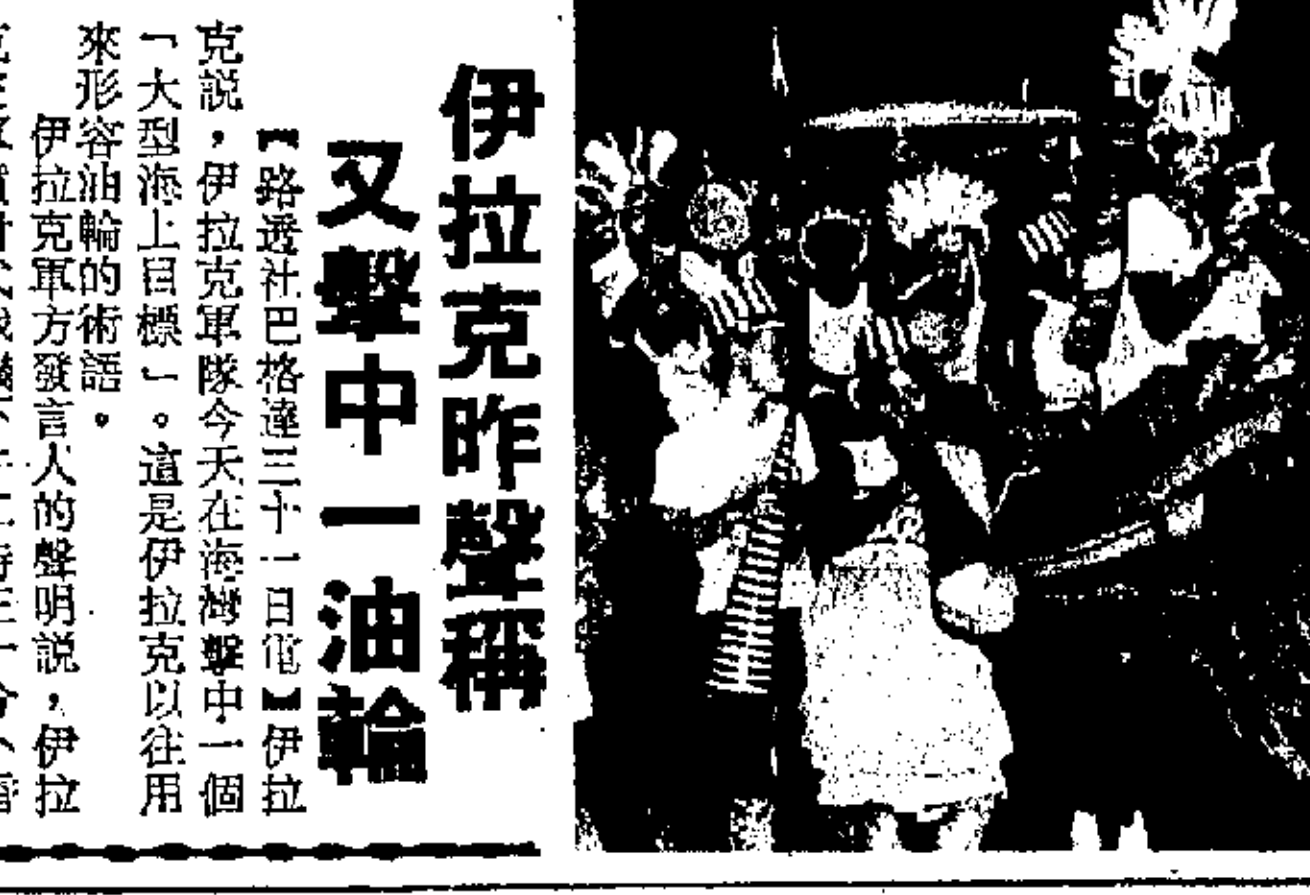 伊拉克昨聲稱
又擊中一油輪
【路透社巴格達三十一日電】伊拉
克説，伊拉克軍隊今天在海灣擊中一個
「大型海上目標」。這是伊拉克以往用
來形容油輪的術語。
伊拉克軍方發言人的聲明説，伊拉